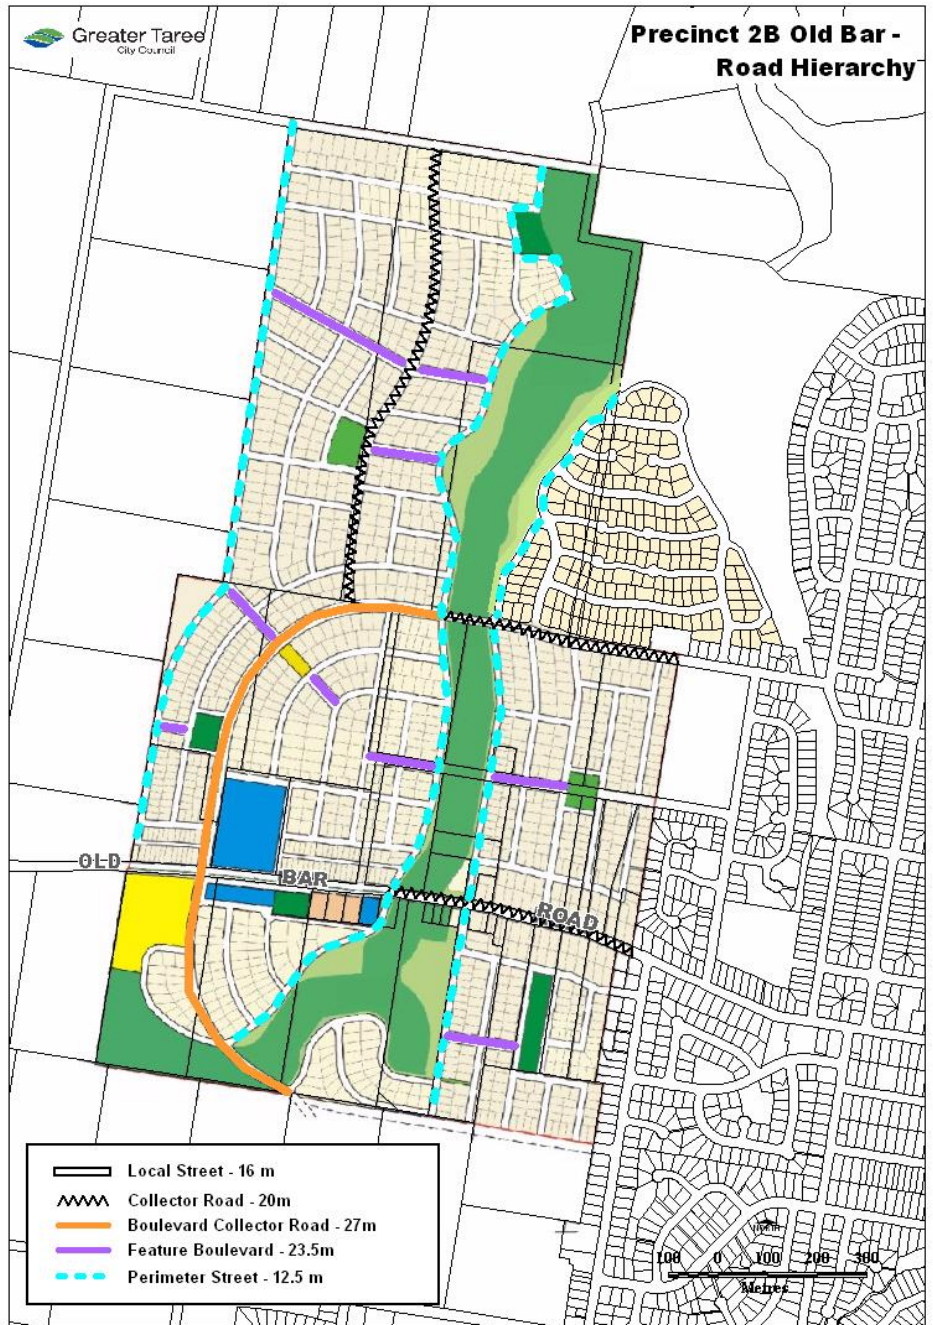 Greater Taree
City Council
Precinct 2B Old Bar -
Road Hierarchy
OLD
BAR
ROAD
Local Street - 16 m
Collector Road - 20m
Boulevard Collector Road - 27m
Feature Boulevard - 23.5m
Perimeter Street - 12.5 m
NORTH
100 0 100 200 300
Metres